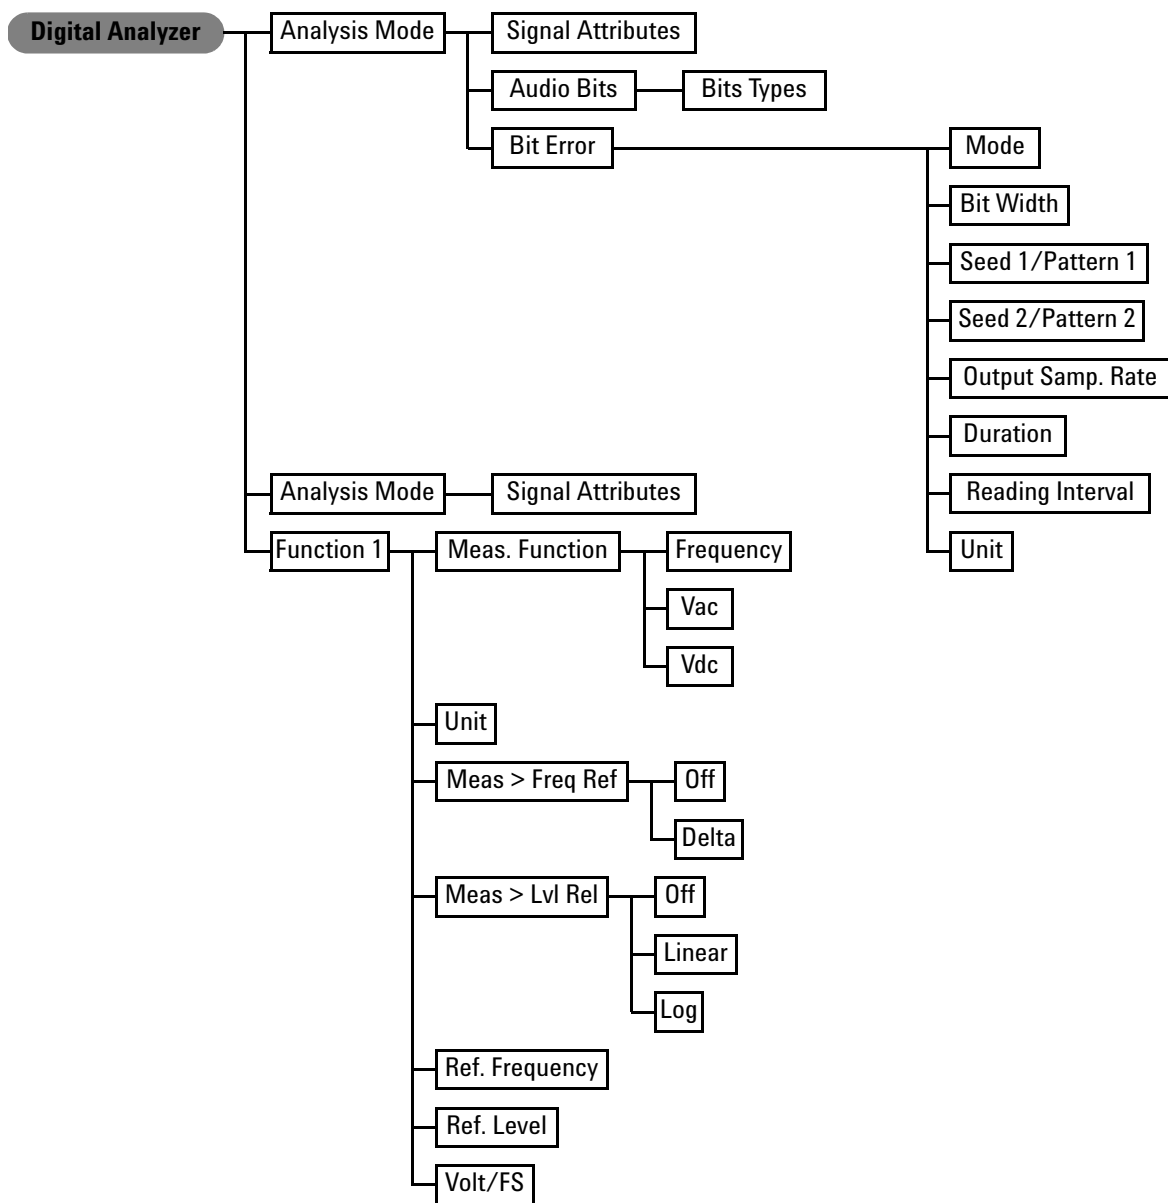 Digital Analyzer
Analysis Mode
Signal Attributes
Audio Bits
Bits Types
Bit Error
Mode
Bit Width
Seed 1/Pattern 1
Seed 2/Pattern 2
Output Samp. Rate
Duration
Analysis Mode
Signal Attributes
Reading Interval
Function 1
Meas. Function
Frequency
Unit
Vac
Vdc
Unit
Meas > Freq Ref
Off
Delta
Meas > Lvl Rel
Off
Linear
Log
Ref. Frequency
Ref. Level
Volt/FS